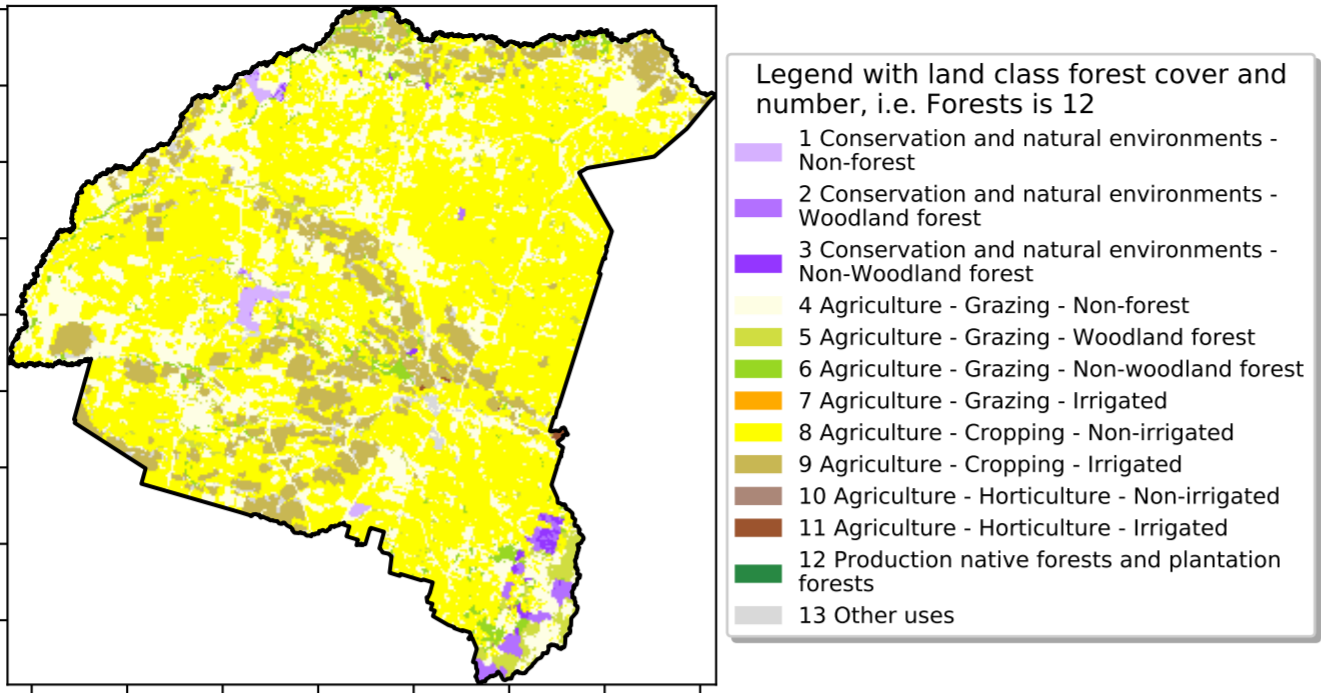 Legend with land class forest cover and
number, i.e. Forests is 12
1 Conservation and natural environments -
Non-forest
2 Conservation and natural environments -
Woodland forest
3 Conservation and natural environments -
Non-Woodland forest
4 Agriculture - Grazing - Non-forest
5 Agriculture - Grazing - Woodland forest
6 Agriculture - Grazing - Non-woodland forest
7 Agriculture - Grazing - Irrigated
8 Agriculture - Cropping - Non-irrigated
9 Agriculture - Cropping - Irrigated
10 Agriculture - Horticulture - Non-irrigated
11 Agriculture - Horticulture - Irrigated
12 Production native forests and plantation
forests
13 Other uses